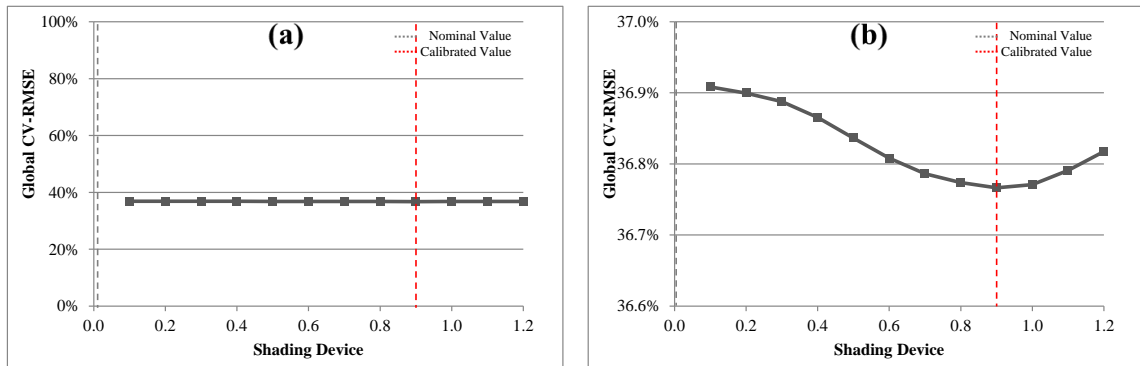 (a)
Nominal Value
Calibrated Value
Global CV-RMSE
100%
80%
60%
40%
20%
0%
0.0 0.2 0.4 0.6 0.8 1.0 1.2
Shading Device
(b)
Nominal Value
Calibrated Value
Global CV-RMSE
37.0%
36.9%
36.8%
36.7%
36.6%
0.0 0.2 0.4 0.6 0.8 1.0 1.2
Shading Device